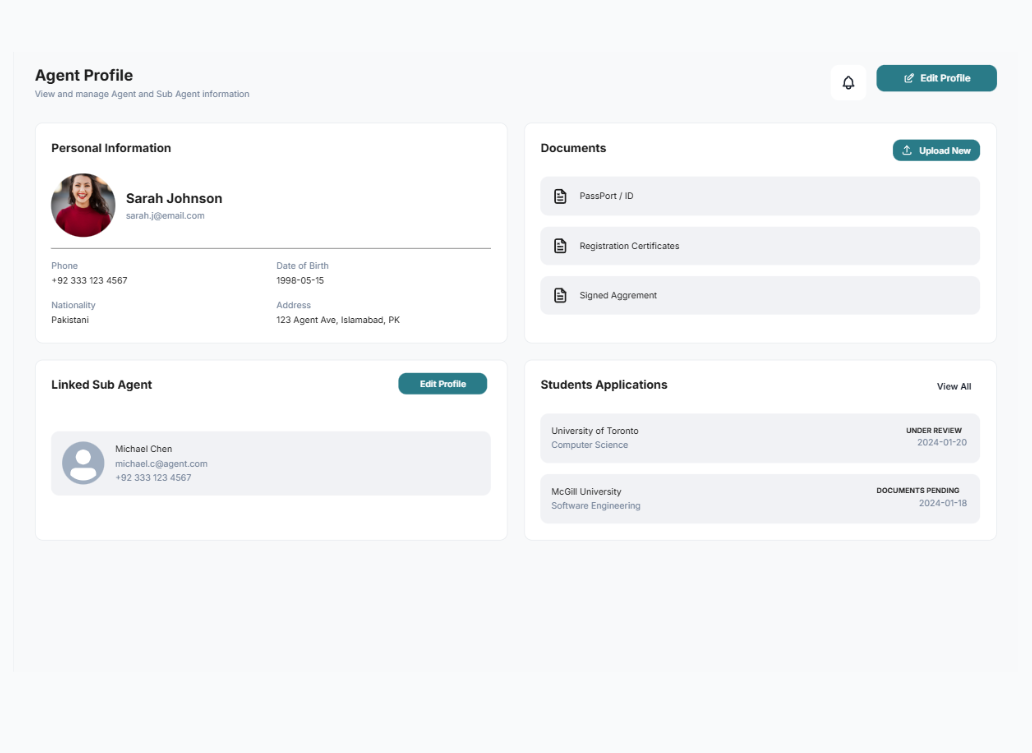 Agent Profile
View and manage Agent and Sub Agent information
Edit Profile
Personal Information
Sarah Johnson
sarah.j@email.com
Phone
+92 333 123 4567
Date of Birth
1998-05-15
Nationality
Pakistani
Address
123 Agent Ave, Islamabad, PK
Documents
Upload New
PassPort / ID
Registration Certificates
Signed Aggrement
Linked Sub Agent
Edit Profile
Michael Chen
michael.c@agent.com
+92 333 123 4567
Students Applications
View All
University of Toronto
Computer Science
UNDER REVIEW
2024-01-20
McGill University
Software Engineering
DOCUMENTS PENDING
2024-01-18